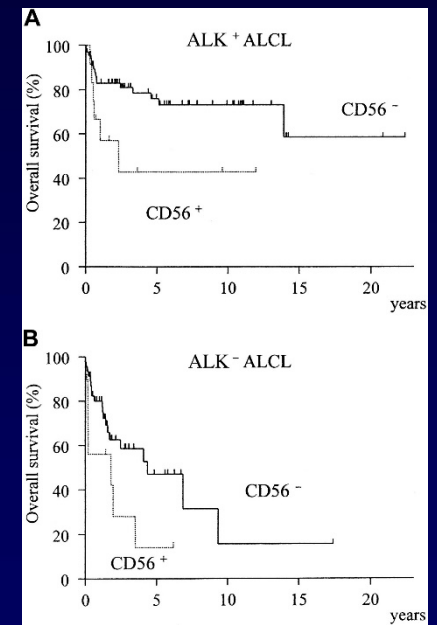 A
ALK + ALCL
Overall survival (%)
100
80
60
40
20
0
CD56 -
CD56 +
0 5 10 15 20
years
B
ALK - ALCL
Overall survival (%)
100
80
60
40
20
0
CD56 -
CD56 +
0 5 10 15 20
years